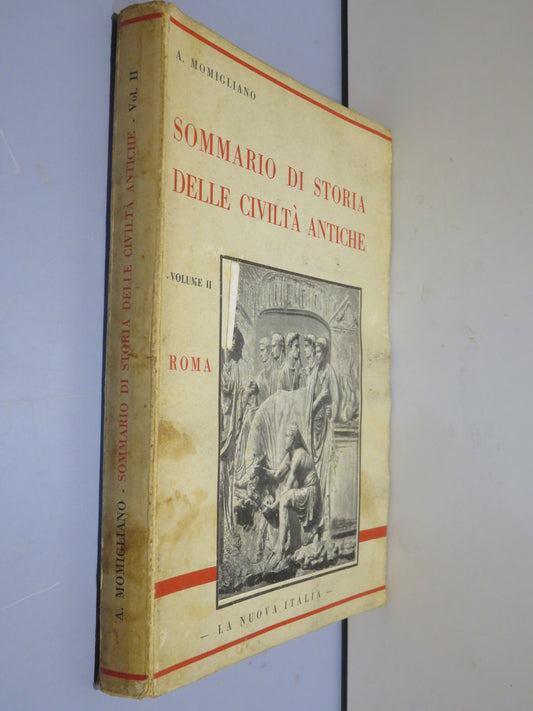 A. MOMIGLIANO
SOMMARIO DI STORIA
DELLE CIVILTÀ ANTICHE
VOLUME II
ROMA
— LA NUOVA ITALIA —
A. MOMIGLIANO - SOMMARIO DI STORIA DELLE CIVILTÀ ANTICHE - Vol. II